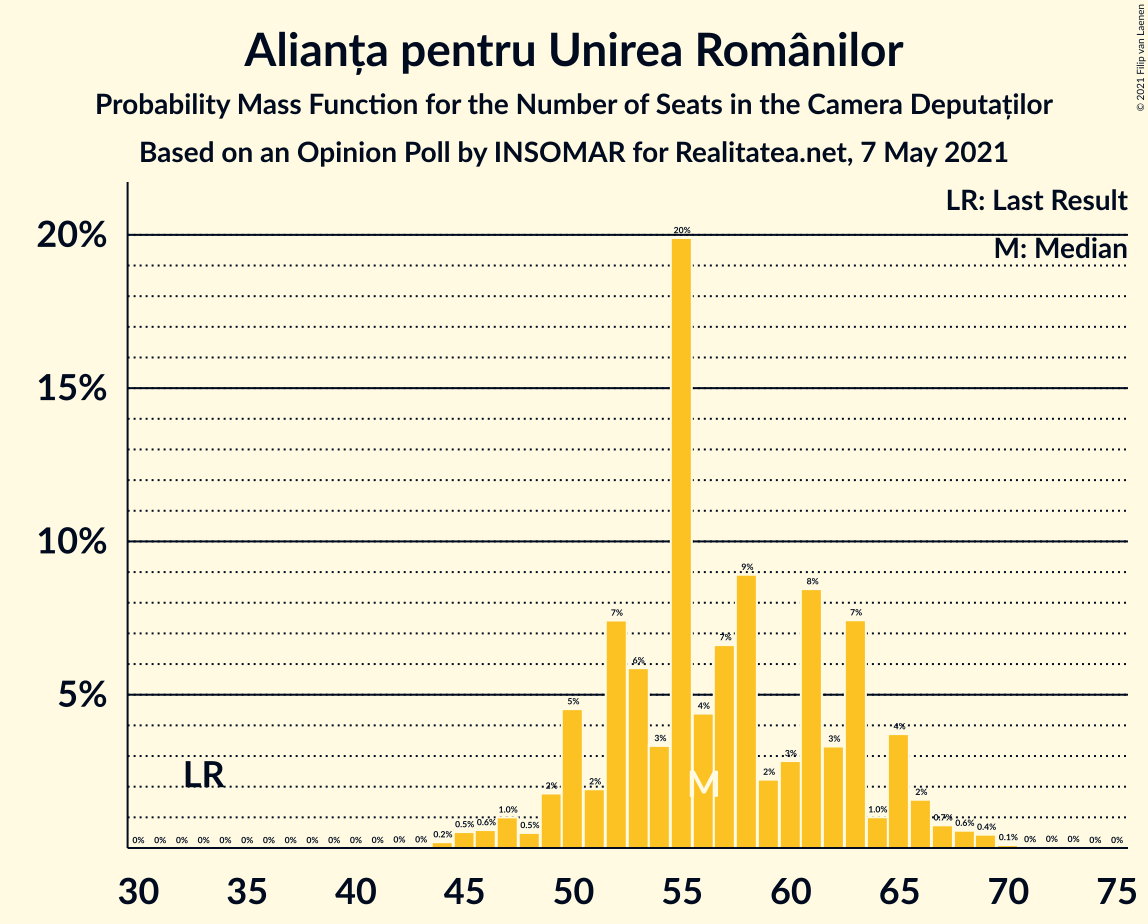 Alianța pentru Unirea Românilor
Probability Mass Function for the Number of Seats in the Camera Deputaților
Based on an Opinion Poll by INSOMAR for Realitatea.net, 7 May 2021
© 2021 Filip van Laenen
LR: Last Result
M: Median
20%
15%
10%
5%
LR
M
0% 0% 0% 0% 0% 0% 0% 0% 0% 0% 0% 0% 0% 0% 0.2% 0.5% 0.6% 1.0% 0.5% 2% 5% 2% 7% 6% 3% 20% 4% 7% 9% 2% 3% 8% 3% 7% 1.0% 4% 2% 0.7% 0.6% 0.4% 0.1% 0% 0% 0% 0% 0%
30 35 40 45 50 55 60 65 70 75